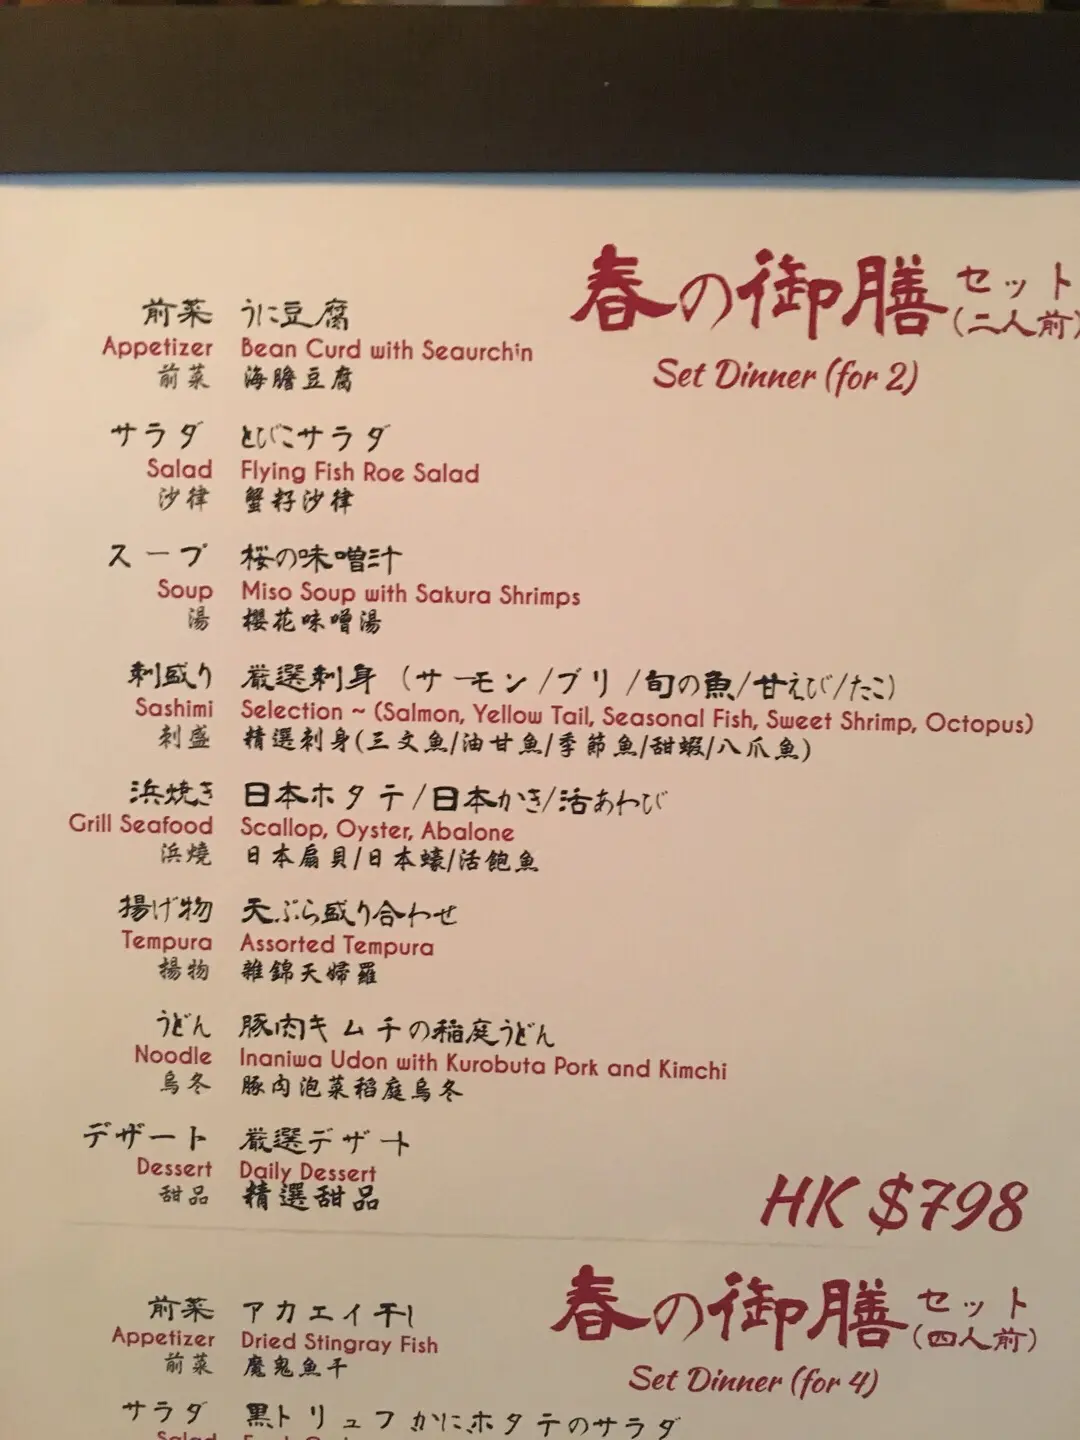 春の御膳 セット
(二人前)
Set Dinner (for 2)
前菜 うに豆腐
Appetizer Bean Curd with Seaurchin
前菜 海膽豆腐
サラダ とびこサラダ
Salad Flying Fish Roe Salad
沙律 蟹籽沙律
スープ 桜の味噌汁
Soup Miso Soup with Sakura Shrimps
湯 櫻花味噌湯
刺盛り 厳選刺身 (サーモン/ブリ/旬の魚/甘えび/たこ)
Sashimi Selection ~ (Salmon, Yellow Tail, Seasonal Fish, Sweet Shrimp, Octopus)
刺盛 精選刺身(三文魚/油甘魚/季節魚/甜蝦/八爪魚)
浜焼き 日本ホタテ/日本かき/活あわび
Grill Seafood Scallop, Oyster, Abalone
浜燒 日本扇貝/日本蠔/活鮑魚
揚げ物 天ぷら盛り合わせ
Tempura Assorted Tempura
揚物 雜錦天婦羅
うどん 豚肉キムチの稲庭うどん
Noodle Inaniwa Udon with Kurobuta Pork and Kimchi
烏冬 豚肉泡菜稻庭烏冬
デザート 厳選デザート
Dessert Daily Dessert
甜品 精選甜品
HK $798
春の御膳 セット
(四人前)
Set Dinner (for 4)
前菜 アカエイ干し
Appetizer Dried Stingray Fish
前菜 魔鬼魚干
サラダ 黒トリュフかにホタテのサラダ
Salad